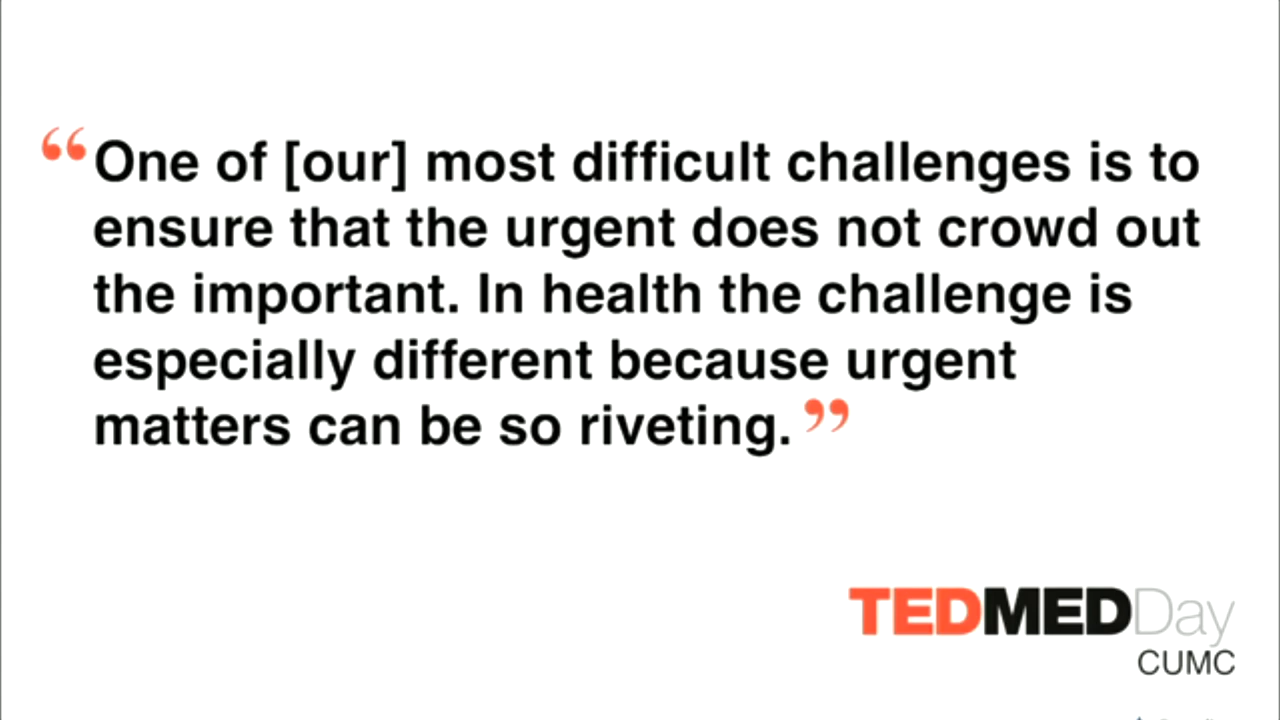 “One of [our] most difficult challenges is to
ensure that the urgent does not crowd out
the important. In health the challenge is
especially different because urgent
matters can be so riveting.”
TEDMEDDay
CUMC